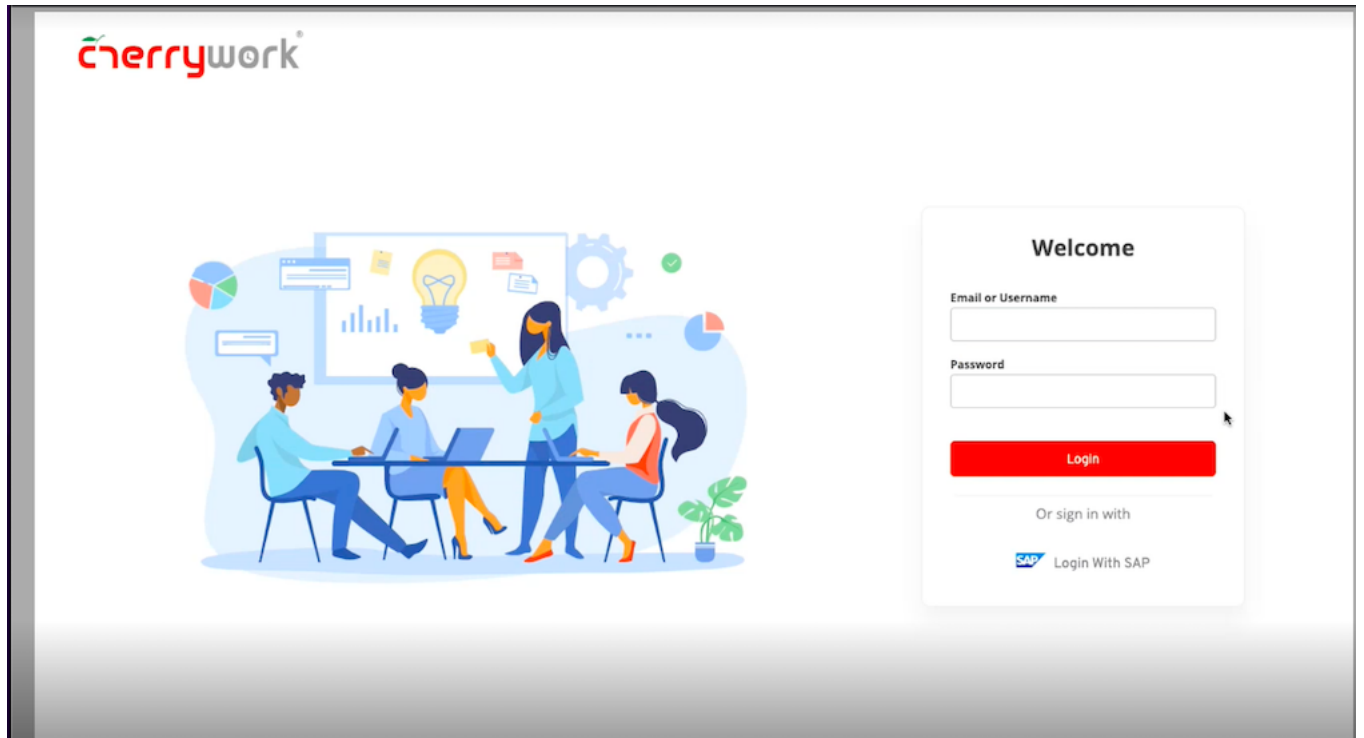 cherrywork®
Welcome
Email or Username
Password
Login
Or sign in with
SAP Login With SAP